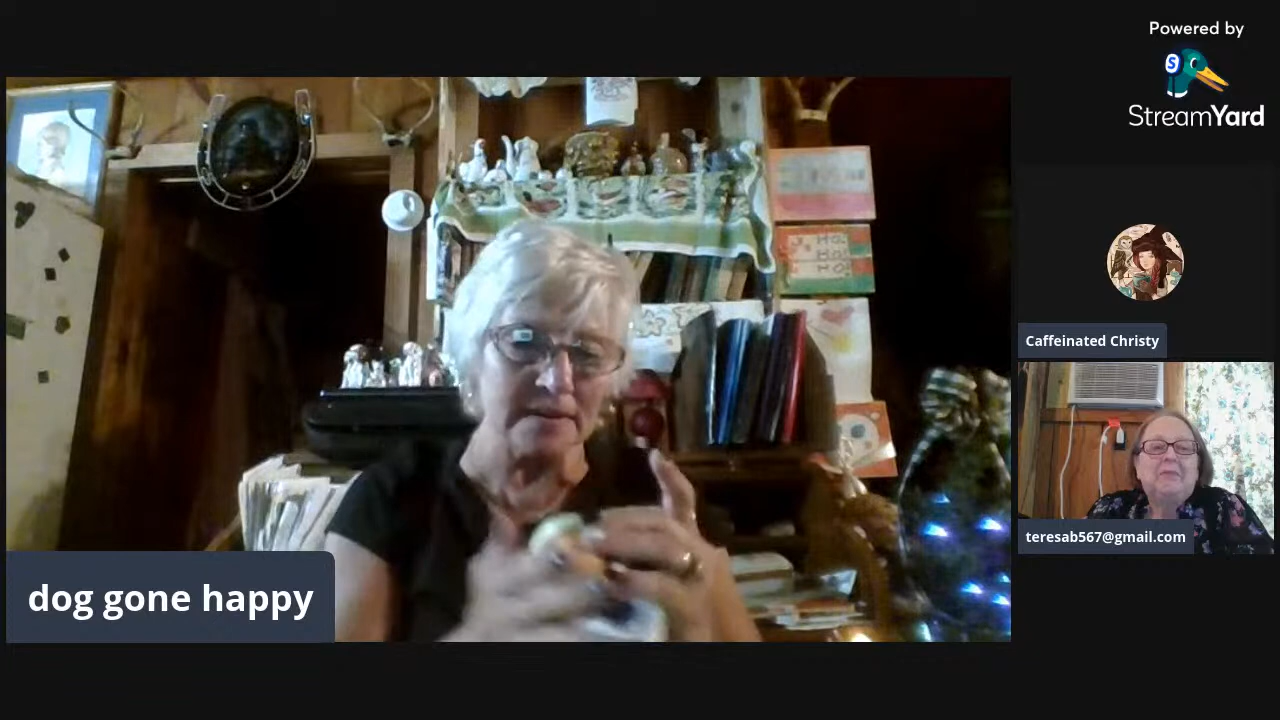 Powered by
StreamYard
HO
HO
HO
Caffeinated Christy
teresab567@gmail.com
dog gone happy